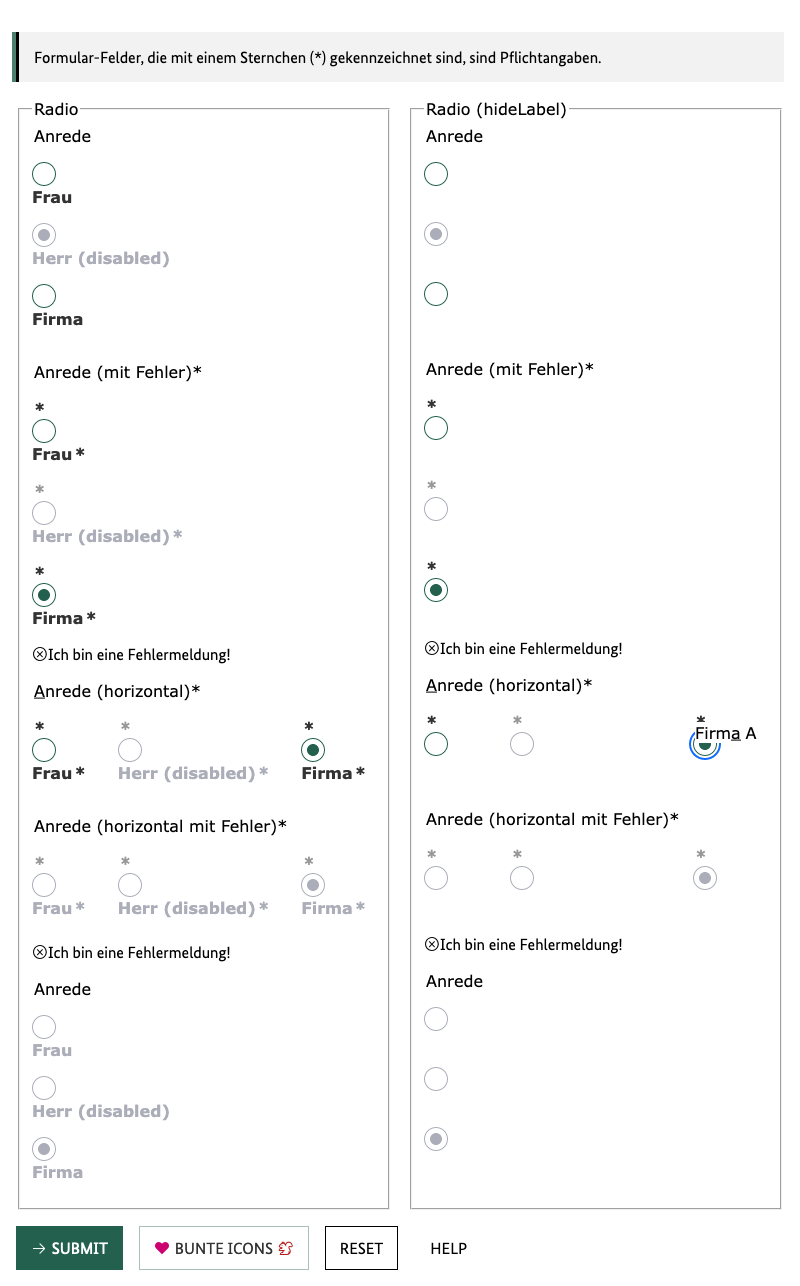 Formular-Felder, die mit einem Sternchen (*) gekennzeichnet sind, sind Pflichtangaben.
Radio
Anrede
Frau
Herr (disabled)
Firma
Anrede (mit Fehler)*
*
Frau *
*
Herr (disabled) *
*
Firma *
Ich bin eine Fehlermeldung!
Anrede (horizontal)*
* * *
Frau * Herr (disabled) * Firma *
Anrede (horizontal mit Fehler)*
* * *
Frau * Herr (disabled) * Firma *
Ich bin eine Fehlermeldung!
Anrede
Frau
Herr (disabled)
Firma
Radio (hideLabel)
Anrede
Anrede (mit Fehler)*
*
*
*
Ich bin eine Fehlermeldung!
Anrede (horizontal)*
* * *
Firma A
Anrede (horizontal mit Fehler)*
* * *
Ich bin eine Fehlermeldung!
Anrede
SUBMIT BUNTE ICONS RESET HELP